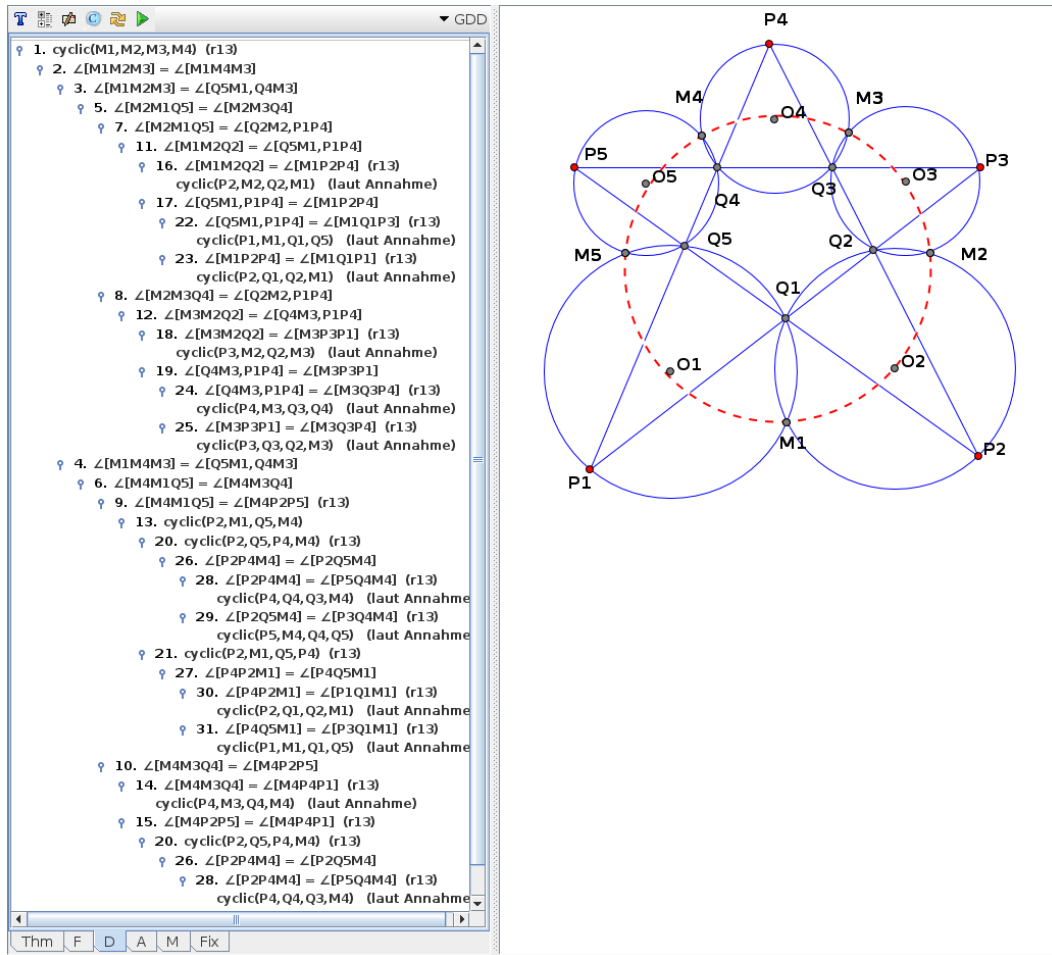 GDD
1. cyclic(M1,M2,M3,M4) (r13)
2. ∠[M1M2M3] = ∠[M1M4M3]
3. ∠[M1M2M3] = ∠[Q5M1,Q4M3]
5. ∠[M2M1Q5] = ∠[M2M3Q4]
7. ∠[M2M1Q5] = ∠[Q2M2,P1P4]
11. ∠[M1M2Q2] = ∠[Q5M1,P1P4]
16. ∠[M1M2Q2] = ∠[M1P2P4] (r13)
cyclic(P2,M2,Q2,M1) (laut Annahme)
17. ∠[Q5M1,P1P4] = ∠[M1P2P4]
22. ∠[Q5M1,P1P4] = ∠[M1Q1P3] (r13)
cyclic(P1,M1,Q1,Q5) (laut Annahme)
23. ∠[M1P2P4] = ∠[M1Q1P1] (r13)
cyclic(P2,Q1,Q2,M1) (laut Annahme)
8. ∠[M2M3Q4] = ∠[Q2M2,P1P4]
12. ∠[M3M2Q2] = ∠[Q4M3,P1P4]
18. ∠[M3M2Q2] = ∠[M3P3P1] (r13)
cyclic(P3,M2,Q2,M3) (laut Annahme)
19. ∠[Q4M3,P1P4] = ∠[M3P3P1]
24. ∠[Q4M3,P1P4] = ∠[M3Q3P4] (r13)
cyclic(P4,M3,Q3,Q4) (laut Annahme)
25. ∠[M3P3P1] = ∠[M3Q3P4] (r13)
cyclic(P3,Q3,Q2,M3) (laut Annahme)
4. ∠[M1M4M3] = ∠[Q5M1,Q4M3]
6. ∠[M4M1Q5] = ∠[M4M3Q4]
9. ∠[M4M1Q5] = ∠[M4P2P5] (r13)
13. cyclic(P2,M1,Q5,M4)
20. cyclic(P2,Q5,P4,M4) (r13)
26. ∠[P2P4M4] = ∠[P2Q5M4]
28. ∠[P2P4M4] = ∠[P5Q4M4] (r13)
cyclic(P4,Q4,Q3,M4) (laut Annahme
29. ∠[P2Q5M4] = ∠[P3Q4M4] (r13)
cyclic(P5,M4,Q4,Q5) (laut Annahme
21. cyclic(P2,M1,Q5,P4) (r13)
27. ∠[P4P2M1] = ∠[P4Q5M1]
30. ∠[P4P2M1] = ∠[P1Q1M1] (r13)
cyclic(P2,Q1,Q2,M1) (laut Annahme
31. ∠[P4Q5M1] = ∠[P3Q1M1] (r13)
cyclic(P1,M1,Q1,Q5) (laut Annahme
10. ∠[M4M3Q4] = ∠[M4P2P5]
14. ∠[M4M3Q4] = ∠[M4P4P1] (r13)
cyclic(P4,M3,Q4,M4) (laut Annahme)
15. ∠[M4P2P5] = ∠[M4P4P1] (r13)
20. cyclic(P2,Q5,P4,M4) (r13)
26. ∠[P2P4M4] = ∠[P2Q5M4]
28. ∠[P2P4M4] = ∠[P5Q4M4] (r13)
cyclic(P4,Q4,Q3,M4) (laut Annahme
Thm F D A M Fix
P4
M4
M3
O4
P5
P3
O5
O3
Q4
Q3
Q5
Q2
M5
M2
Q1
O1
O2
M1
P2
P1